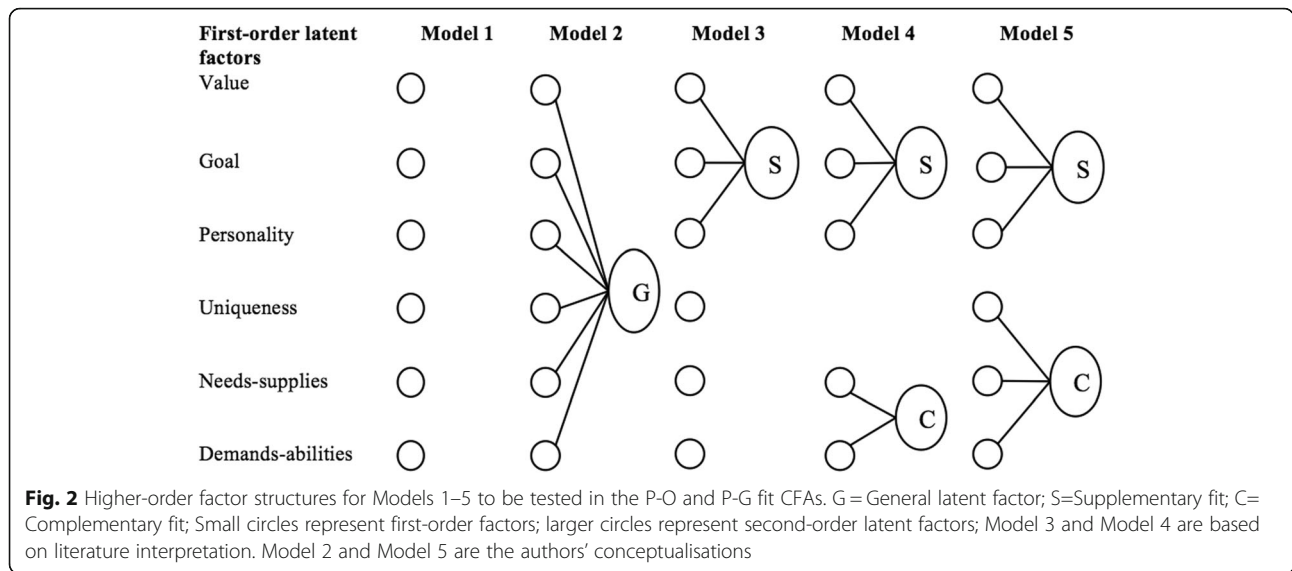 First-order latent factors Model 1 Model 2 Model 3 Model 4 Model 5
Value
Goal S S S
Personality
G
Uniqueness
Needs-supplies C
C
Demands-abilities
Fig. 2 Higher-order factor structures for Models 1–5 to be tested in the P-O and P-G fit CFAs. G = General latent factor; S=Supplementary fit; C=
Complementary fit; Small circles represent first-order factors; larger circles represent second-order latent factors; Model 3 and Model 4 are based
on literature interpretation. Model 2 and Model 5 are the authors' conceptualisations